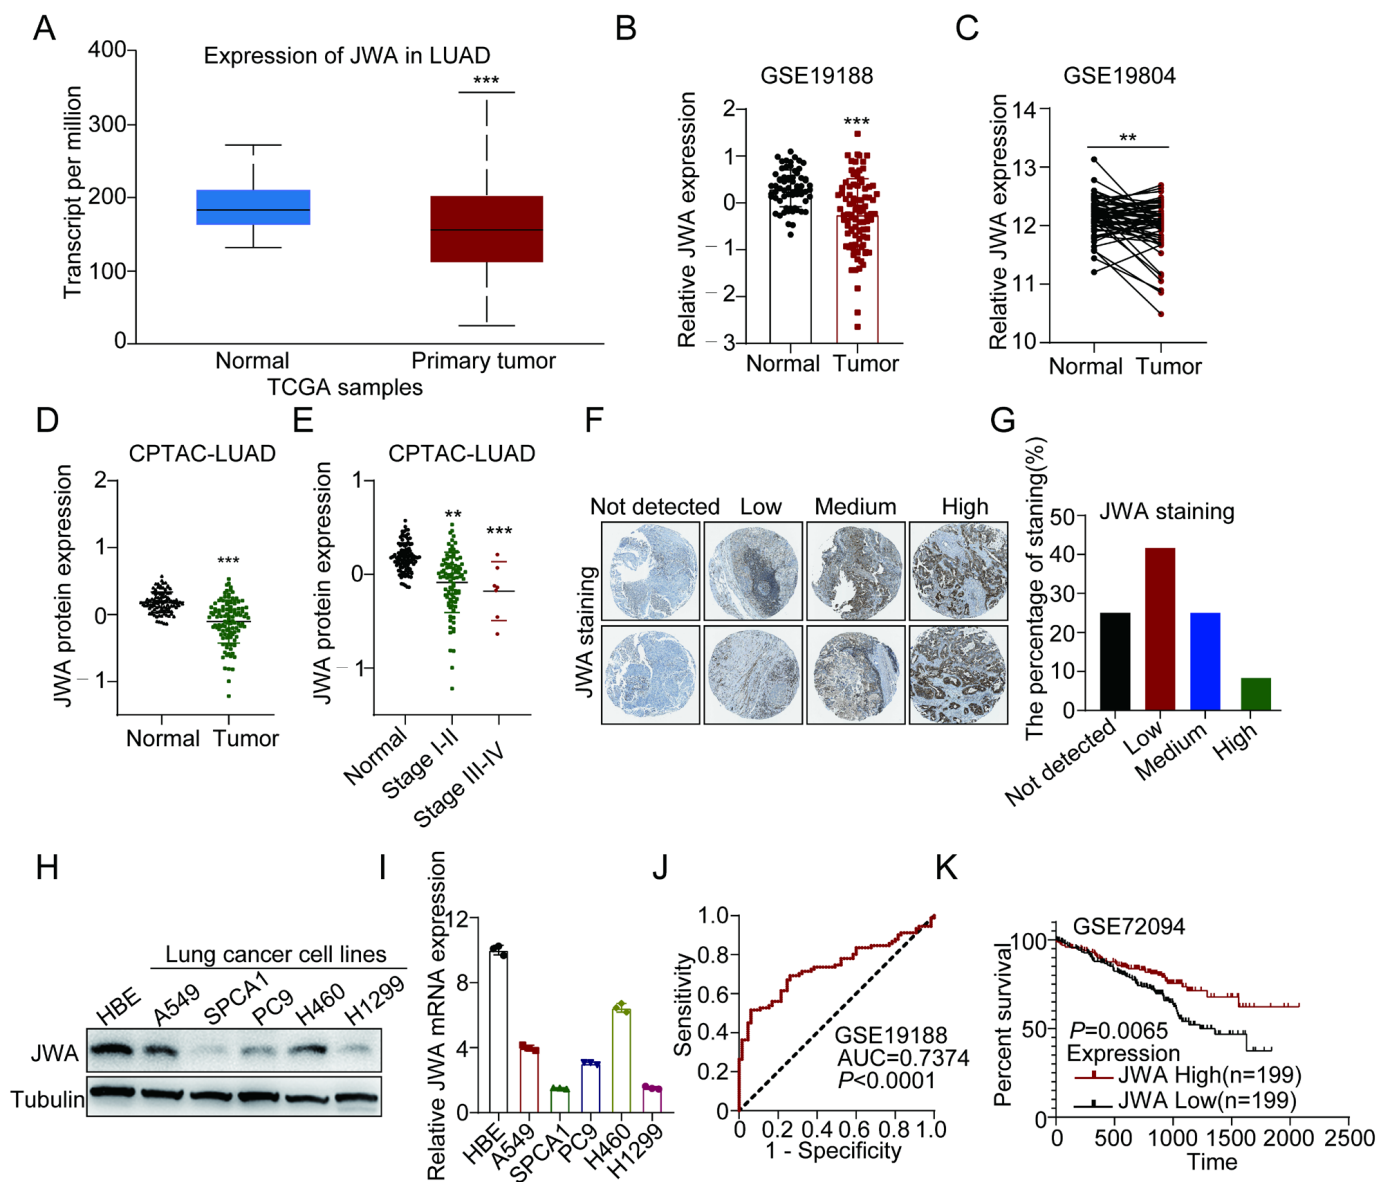 A
Expression of JWA in LUAD
***
Transcript per million
400
300
200
100
0
Normal
Primary tumor
TCGA samples
B
GSE19188
***
Relative JWA expression
2
1
0
– 1
– 2
– 3
Normal
Tumor
C
GSE19804
**
Relative JWA expression
14
13
12
11
10
Normal
Tumor
D
CPTAC-LUAD
***
JWA protein expression
2
1
0
– 1
Normal
Tumor
E
CPTAC-LUAD
**
***
JWA protein expression
1
0
– 1
Normal
Stage I-II
Stage III-IV
F
Not detected
Low
Medium
High
JWA staining
G
JWA staining
The percentage of staning(%)
50
40
30
20
10
0
Not detected
Low
Medium
High
H
Lung cancer cell lines
HBE
A549
SPCA1
PC9
H460
H1299
JWA
Tubulin
I
Relative JWA mRNA expression
12
8
4
0
HBE
A549
SPCA1
PC9
H460
H1299
J
Sensitivity
1.0
0.8
0.6
0.4
0.2
0
GSE19188
AUC=0.7374
P<0.0001
0 0.2 0.4 0.6 0.8 1.0
1 - Specificity
K
GSE72094
Percent survival
100
50
0
P=0.0065
Expression
JWA High(n=199)
JWA Low(n=199)
0 500 1000 1500 2000 2500
Time